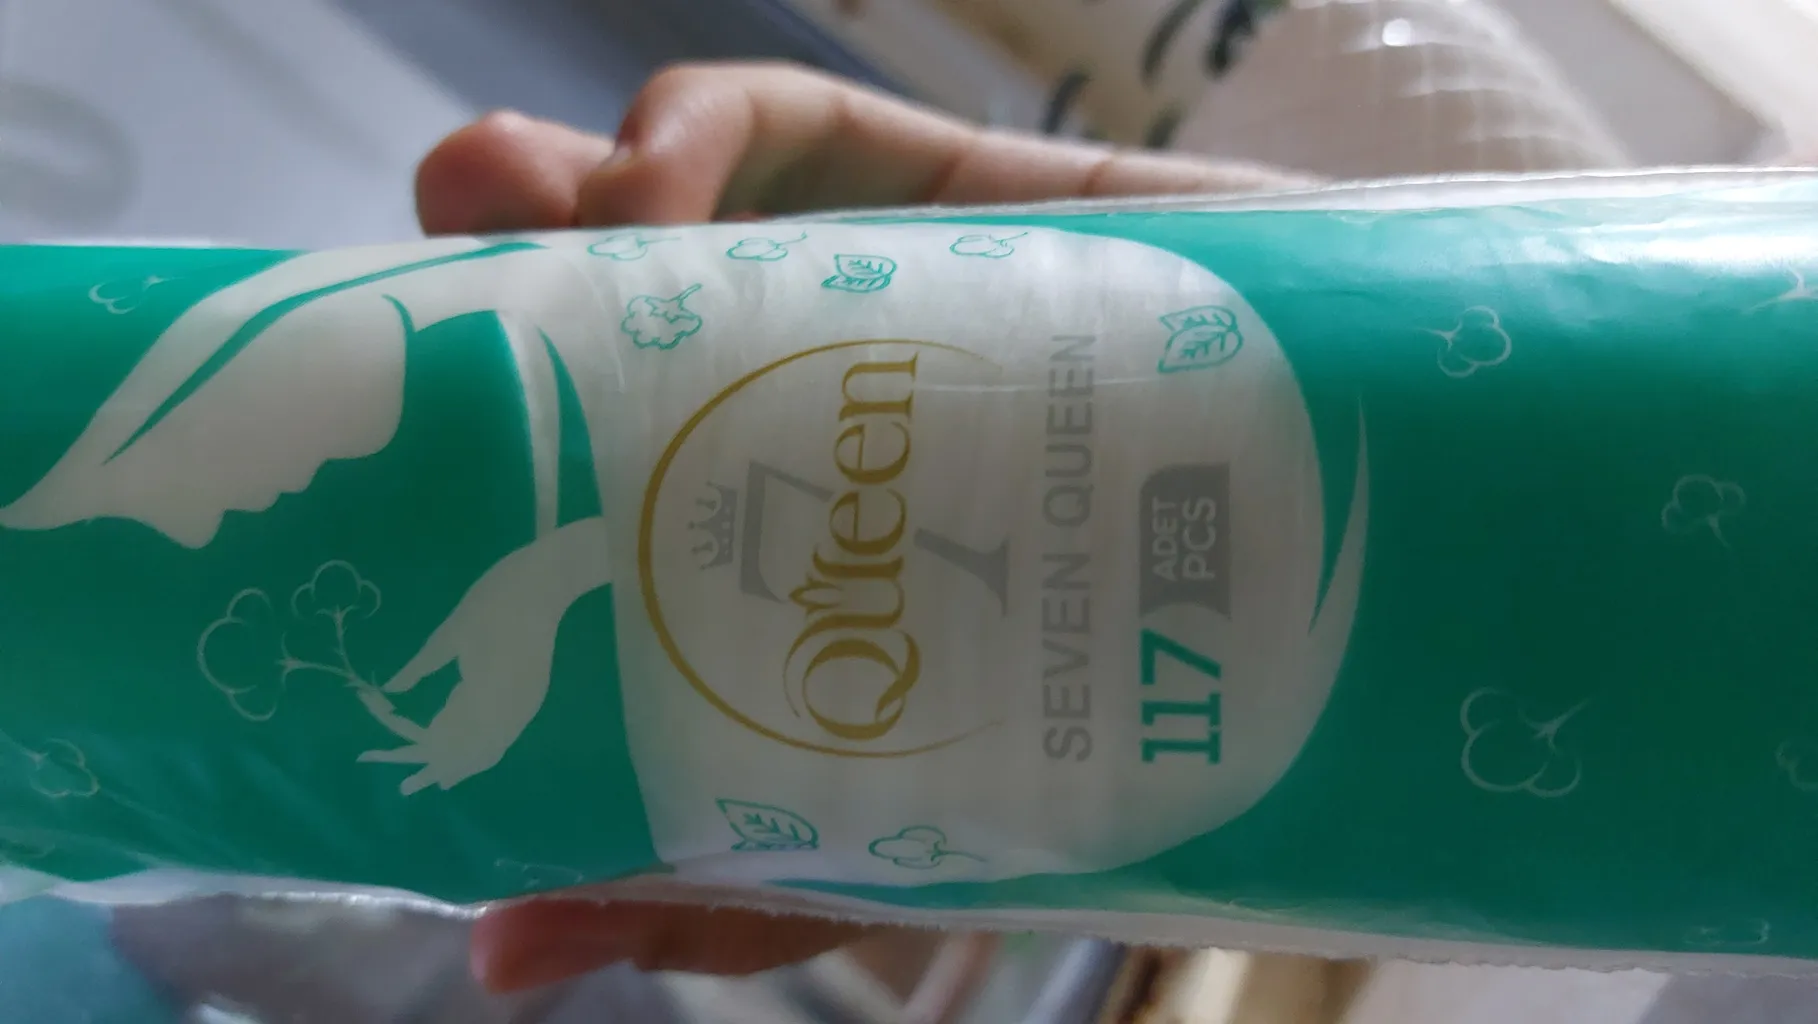 7
Queen
SEVEN QUEEN
117 ADET
PCS